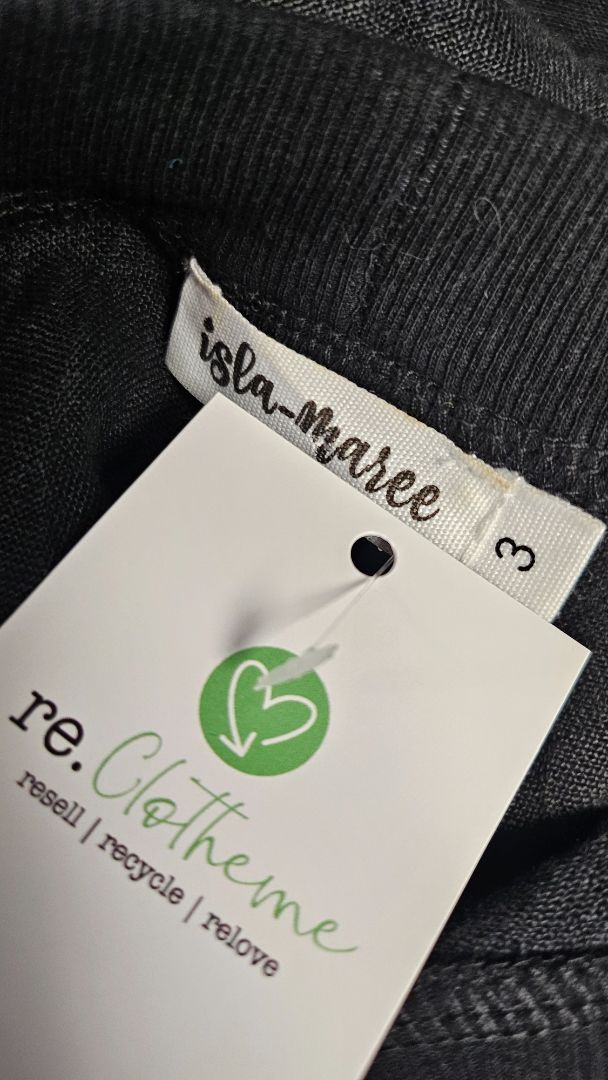 isla-maree
3
re.Clotheme
resell | recycle | relove